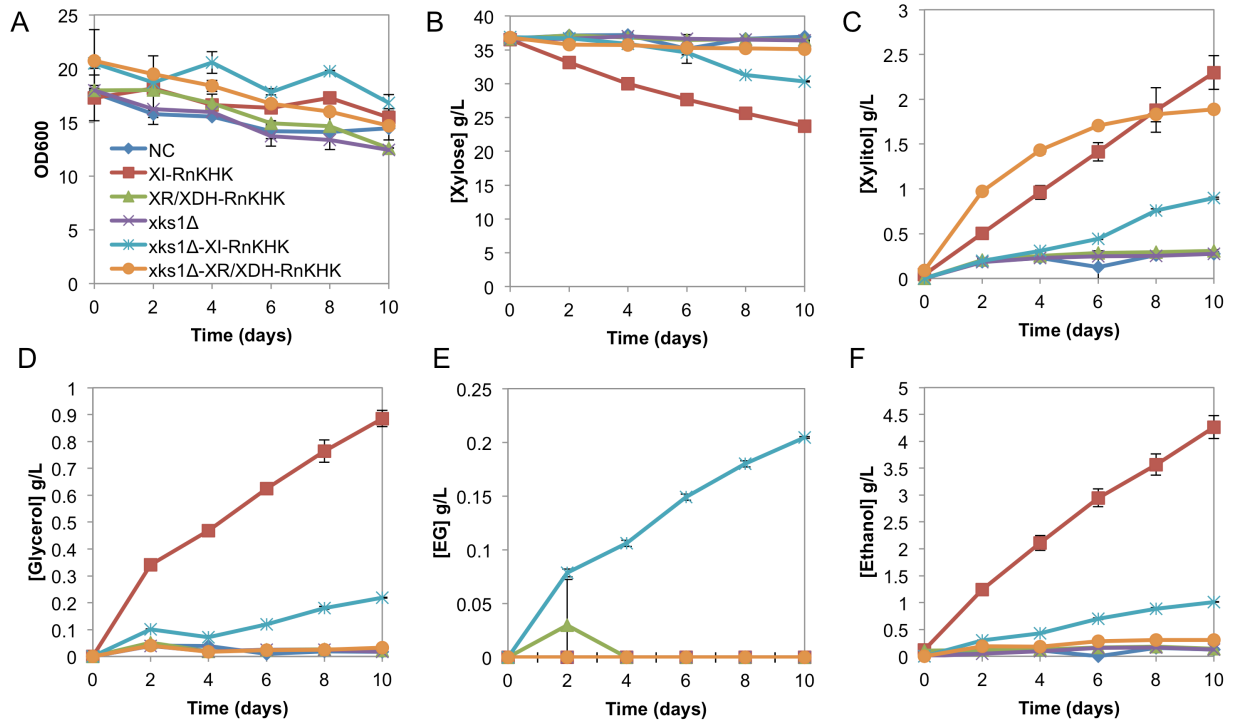 A
25
20
15
10
5
0
OD600
NC
XI-RnKHK
XR/XDH-RnKHK
xks1Δ
xks1Δ-XI-RnKHK
xks1Δ-XR/XDH-RnKHK
0 2 4 6 8 10
Time (days)
B
40
35
30
25
20
15
10
5
0
[Xylose] g/L
0 2 4 6 8 10
Time (days)
C
3
2.5
2
1.5
1
0.5
0
[Xylitol] g/L
0 2 4 6 8 10
Time (days)
D
1
0.9
0.8
0.7
0.6
0.5
0.4
0.3
0.2
0.1
0
[Glycerol] g/L
0 2 4 6 8 10
Time (days)
E
0.25
0.2
0.15
0.1
0.05
0
[EG] g/L
0 2 4 6 8 10
Time (days)
F
5
4.5
4
3.5
3
2.5
2
1.5
1
0.5
0
[Ethanol] g/L
0 2 4 6 8 10
Time (days)